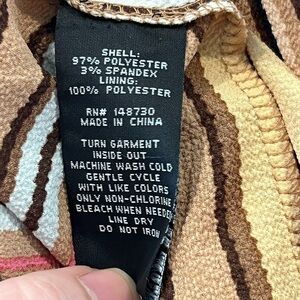 SHELL:
97% POLYESTER
3% SPANDEX
LINING:
100% POLYESTER
RN# 148730
MADE IN CHINA
TURN GARMENT
INSIDE OUT
MACHINE WASH COLD
GENTLE CYCLE
WITH LIKE COLORS
ONLY NON-CHLORINE
BLEACH WHEN NEEDED
LINE DRY
DO NOT IRON